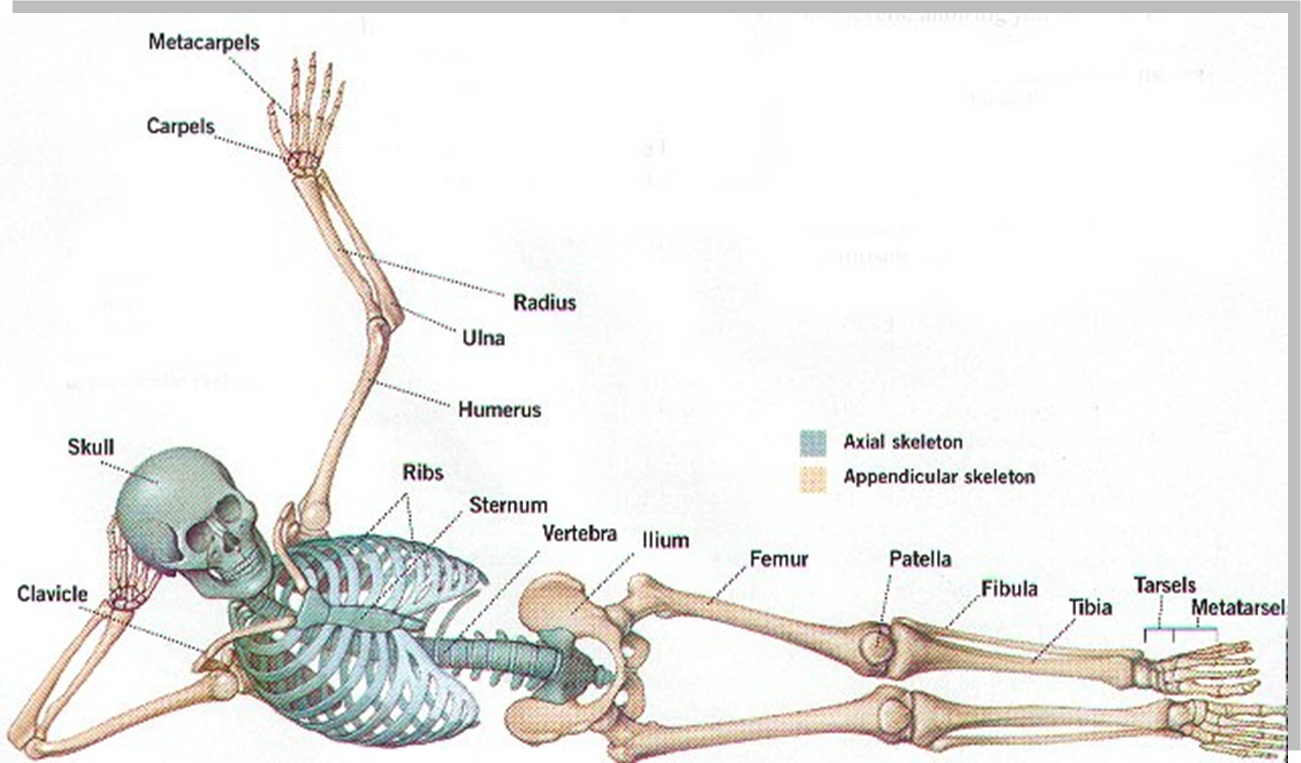 Metacarpels
Carpels
Radius
Ulna
Humerus
Skull
Axial skeleton
Appendicular skeleton
Ribs
Sternum
Vertebra
Ilium
Femur
Patella
Fibula
Tibia
Tarsels
Metatarsel
Clavicle